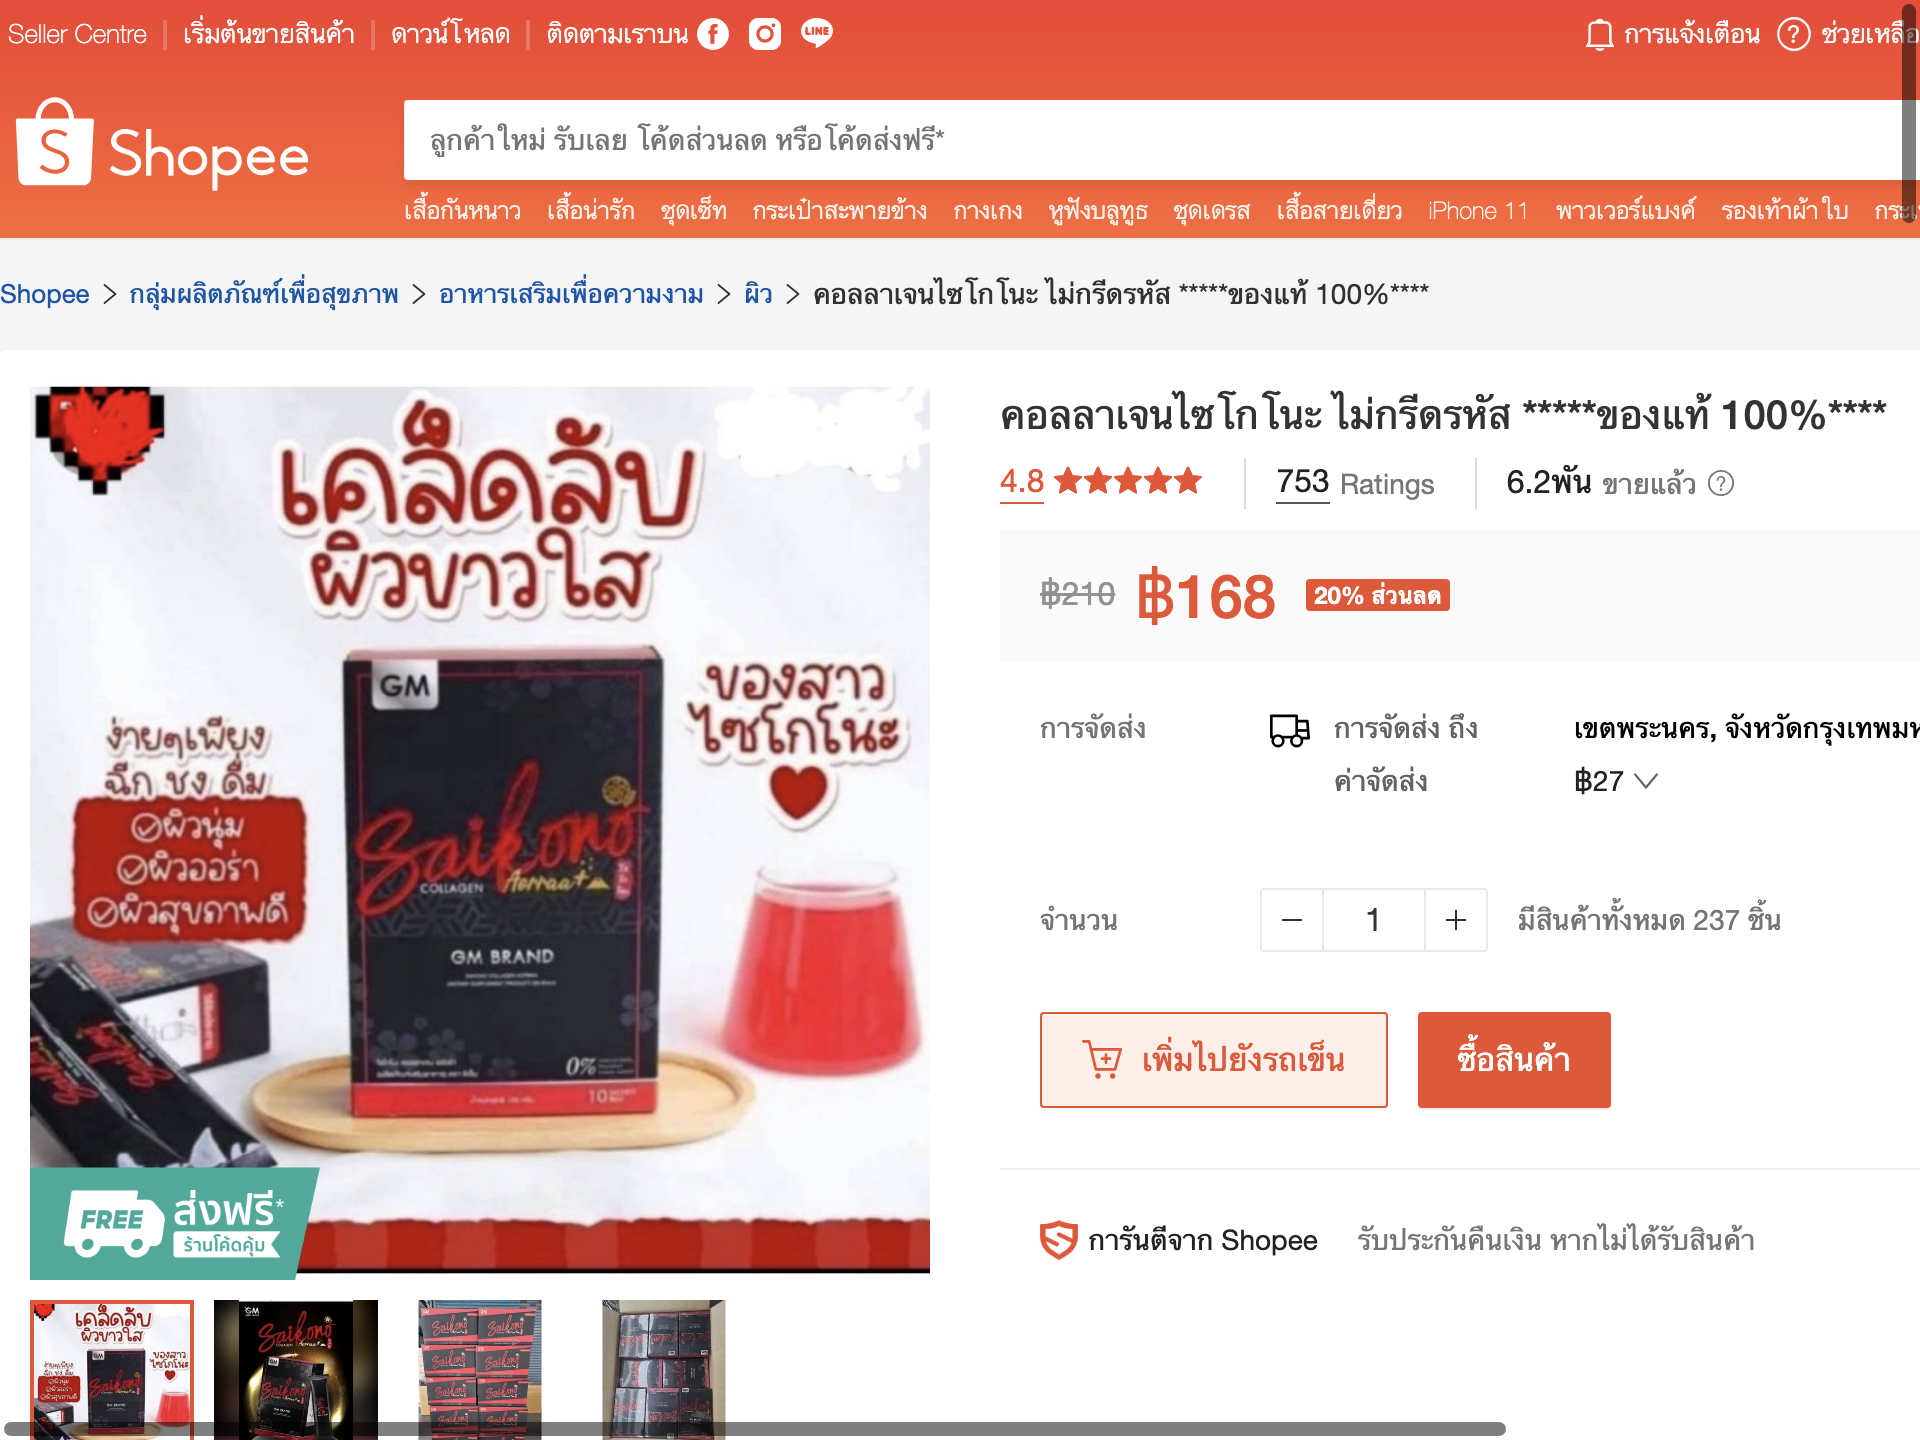 Seller Centre
เริ่มต้นขายสินค้า
ดาวน์โหลด
ติดตามเราบน
LINE
การแจ้งเตือน
ช่วยเหลือ
S Shopee
ลูกค้าใหม่ รับเลย โค้ดส่วนลด หรือโค้ดส่งฟรี*
เสื้อกันหนาว เสื้อน่ารัก ชุดเซ็ท กระเป๋าสะพายข้าง กางเกง หูฟังบลูทูธ ชุดเดรส เสื้อสายเดี่ยว iPhone 11 พาวเวอร์แบงค์ รองเท้าผ้าใบ
Shopee > กลุ่มผลิตภัณฑ์เพื่อสุขภาพ > อาหารเสริมเพื่อความงาม > ผิว > คอลลาเจนไซโกโนะ ไม่กรีดรหัส *****ของแท้ 100%****
เคล็ดลับ
ผิวขาวใส
ของสาว
ไซโกโนะ
ง่ายๆเพียง
ฉีก ชง ดื่ม
ผิวนุ่ม
ผิวออร่า
ผิวสุขภาพดี
GM
Saikono
COLLAGEN Aorraa+
GM BRAND
0%
10
FREE ส่งฟรี*
ร้านโค้ดคุ้ม
คอลลาเจนไซโกโนะ ไม่กรีดรหัส *****ของแท้ 100%****
4.8
753 Ratings
6.2พัน ขายแล้ว ?
฿210 ฿168 20% ส่วนลด
การจัดส่ง
การจัดส่ง ถึง
เขตพระนคร, จังหวัดกรุงเทพมห
ค่าจัดส่ง
฿27
จำนวน
1
มีสินค้าทั้งหมด 237 ชิ้น
เพิ่มไปยังรถเข็น
ซื้อสินค้า
การันตีจาก Shopee
รับประกันคืนเงิน หากไม่ได้รับสินค้า